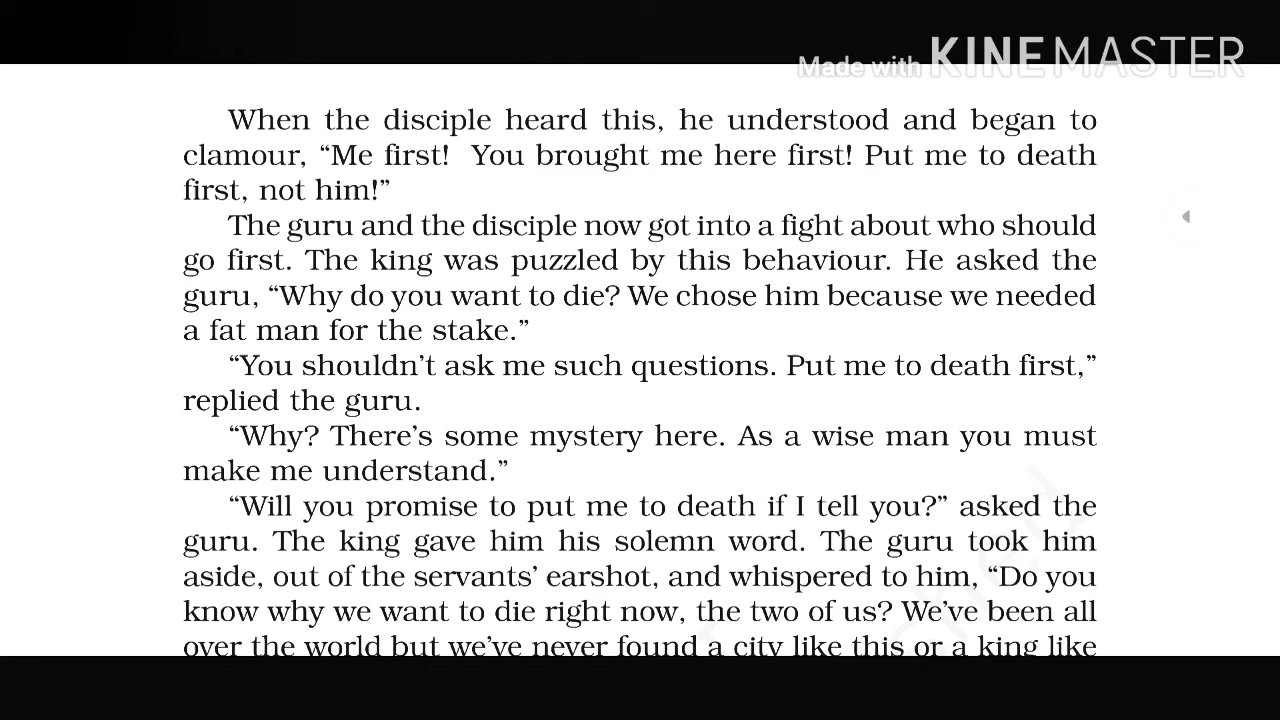 Made with KINEMASTER
When the disciple heard this, he understood and began to
clamour, “Me first! You brought me here first! Put me to death
first, not him!”
The guru and the disciple now got into a fight about who should
go first. The king was puzzled by this behaviour. He asked the
guru, “Why do you want to die? We chose him because we needed
a fat man for the stake.”
“You shouldn’t ask me such questions. Put me to death first,”
replied the guru.
“Why? There’s some mystery here. As a wise man you must
make me understand.”
“Will you promise to put me to death if I tell you?” asked the
guru. The king gave him his solemn word. The guru took him
aside, out of the servants’ earshot, and whispered to him, “Do you
know why we want to die right now, the two of us? We’ve been all
over the world but we’ve never found a city like this or a king like